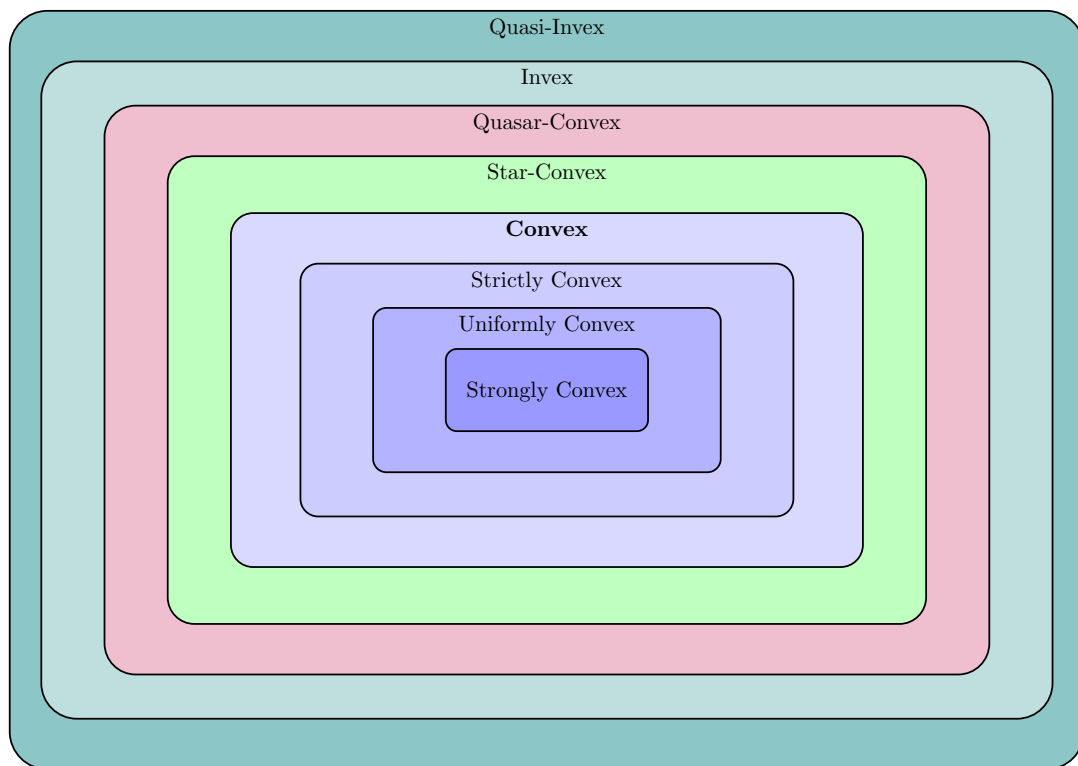 Quasi-Invex
Invex
Quasar-Convex
Star-Convex
Convex
Strictly Convex
Uniformly Convex
Strongly Convex